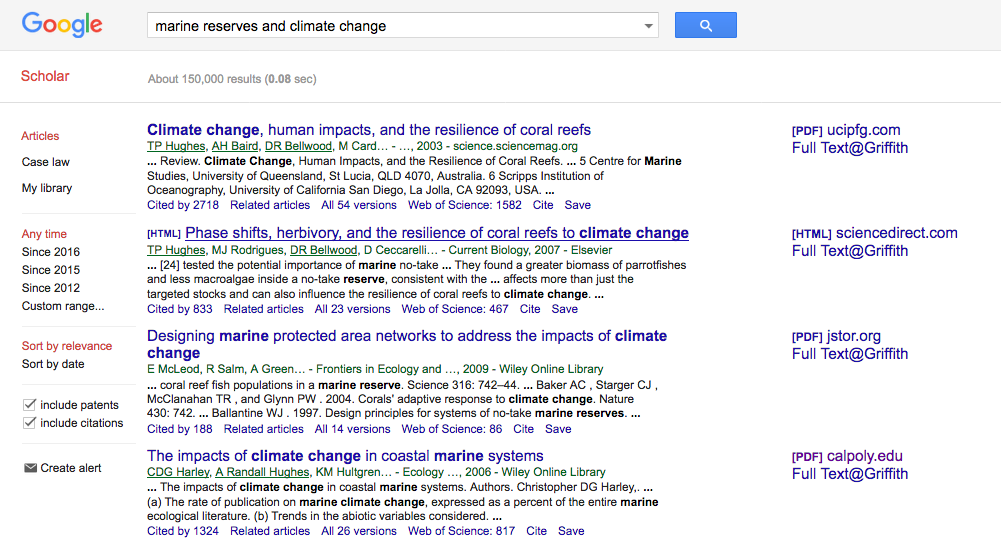 Google
marine reserves and climate change
Scholar
About 150,000 results (0.08 sec)
Articles
Case law
My library
Any time
Since 2016
Since 2015
Since 2012
Custom range...
Sort by relevance
Sort by date
include patents
include citations
Create alert
Climate change, human impacts, and the resilience of coral reefs
TP Hughes, AH Baird, DR Bellwood, M Card... - ..., 2003 - science.sciencemag.org
... Review. Climate Change, Human Impacts, and the Resilience of Coral Reefs. ... 5 Centre for Marine
Studies, University of Queensland, St Lucia, QLD 4070, Australia. 6 Scripps Institution of
Oceanography, University of California San Diego, La Jolla, CA 92093, USA. ...
Cited by 2718 Related articles All 54 versions Web of Science: 1582 Cite Save
[PDF] ucipfg.com
Full Text@Griffith
[HTML] Phase shifts, herbivory, and the resilience of coral reefs to climate change
TP Hughes, MJ Rodrigues, DR Bellwood, D Ceccarelli... - Current Biology, 2007 - Elsevier
... [24] tested the potential importance of marine no-take ... They found a greater biomass of parrotfishes
and less macroalgae inside a no-take reserve, consistent with the ... affects more than just the
targeted stocks and can also influence the resilience of coral reefs to climate change. ...
Cited by 833 Related articles All 23 versions Web of Science: 467 Cite Save
[HTML] sciencedirect.com
Full Text@Griffith
Designing marine protected area networks to address the impacts of climate
change
E McLeod, R Salm, A Green... - Frontiers in Ecology and ..., 2009 - Wiley Online Library
... coral reef fish populations in a marine reserve. Science 316: 742–44. ... Baker AC , Starger CJ ,
McClanahan TR , and Glynn PW . 2004. Corals' adaptive response to climate change. Nature
430: 742. ... Ballantine WJ . 1997. Design principles for systems of no-take marine reserves. ...
Cited by 188 Related articles All 14 versions Web of Science: 86 Cite Save
[PDF] jstor.org
Full Text@Griffith
The impacts of climate change in coastal marine systems
CDG Harley, A Randall Hughes, KM Hultgren... - Ecology ..., 2006 - Wiley Online Library
... The impacts of climate change in coastal marine systems. Authors. Christopher DG Harley,. ...
(a) The rate of publication on marine climate change, expressed as a percent of the entire marine
ecological literature. (b) Trends in the abiotic variables considered. ...
Cited by 1324 Related articles All 26 versions Web of Science: 817 Cite Save
[PDF] calpoly.edu
Full Text@Griffith